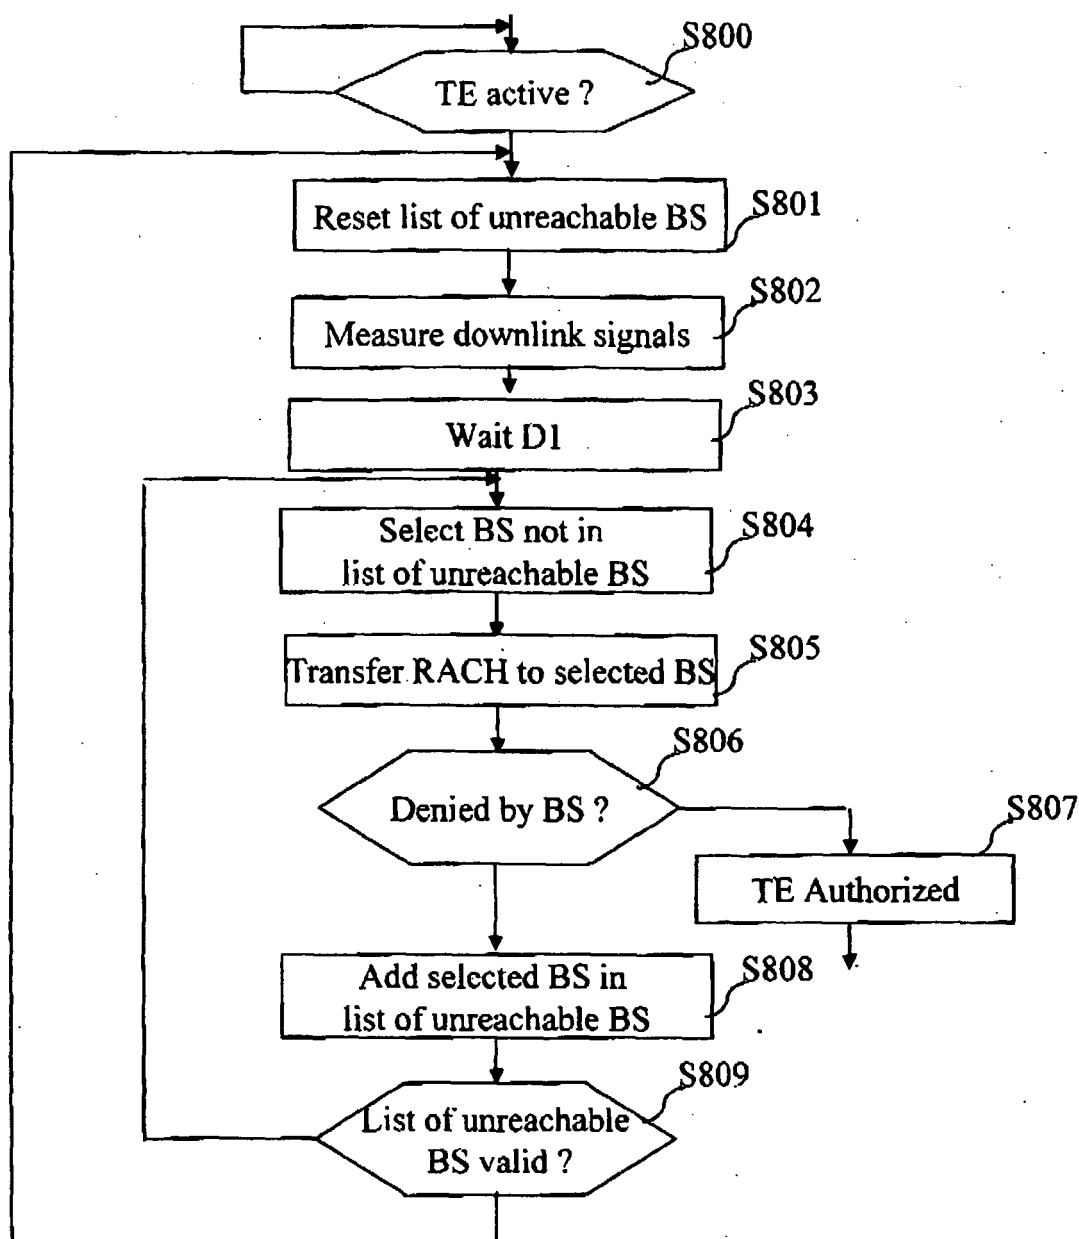 S800
TE active ?
S801
Reset list of unreachable BS
S802
Measure downlink signals
S803
Wait D1
S804
Select BS not in
list of unreachable BS
S805
Transfer RACH to selected BS
S806
Denied by BS ?
S807
TE Authorized
S808
Add selected BS in
list of unreachable BS
S809
List of unreachable
BS valid ?